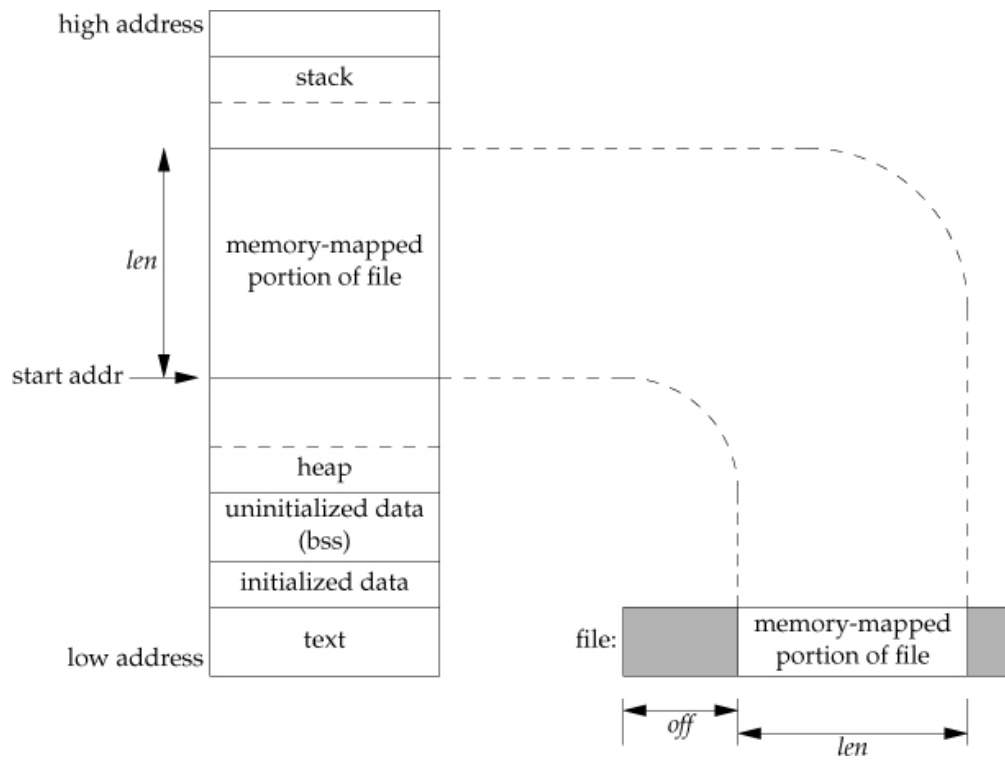 high address
stack
memory-mapped
portion of file
len
start addr
heap
uninitialized data
(bss)
initialized data
text
low address
file:
memory-mapped
portion of file
off
len